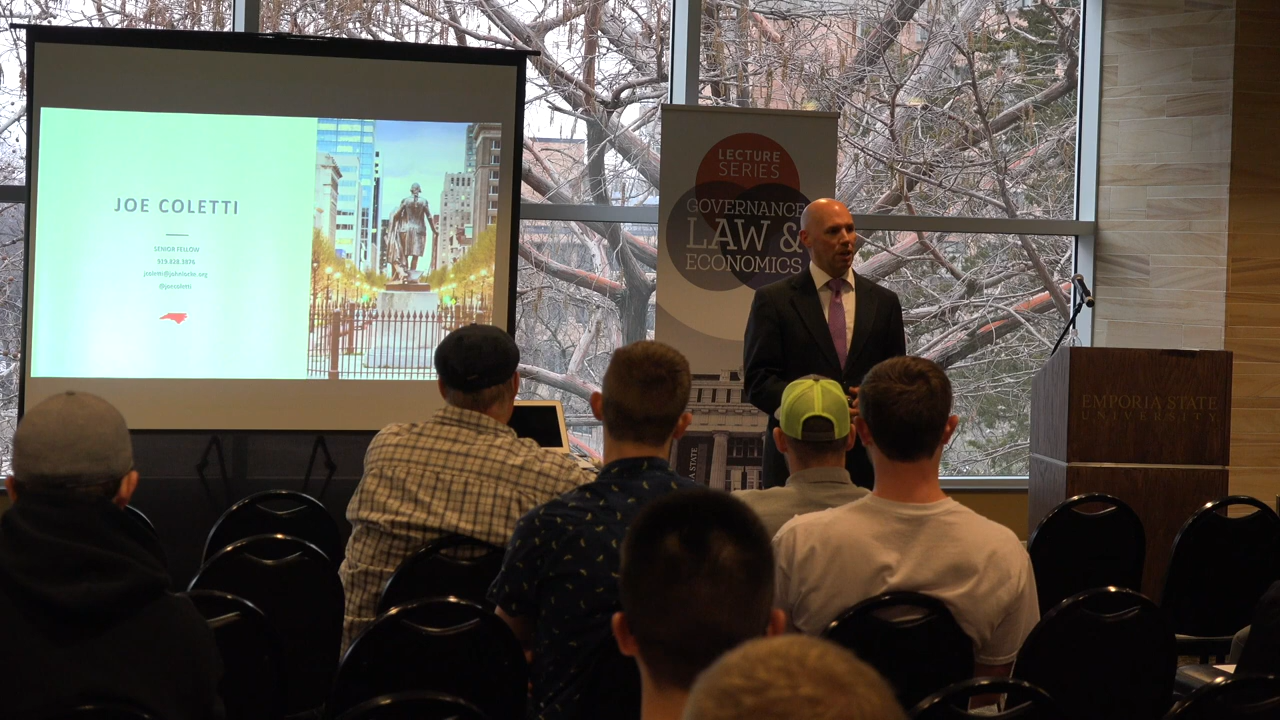 JOE COLETTI
SENIOR FELLOW
919.828.3876
jcoletti@johnlocke.org
@joecoletti
LECTURE
SERIES
GOVERNANCE
LAW &
ECONOMICS
EMPORIA STATE
UNIVERSITY
STATE